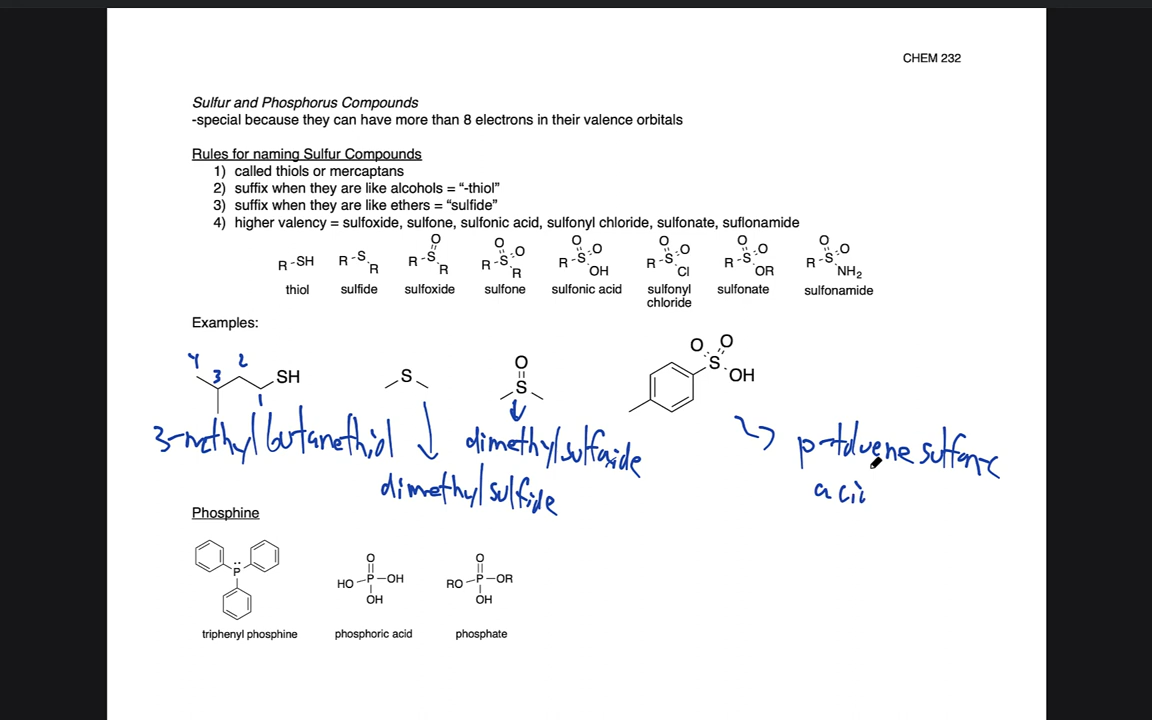 CHEM 232
Sulfur and Phosphorus Compounds
-special because they can have more than 8 electrons in their valence orbitals
Rules for naming Sulfur Compounds
1) called thiols or mercaptans
2) suffix when they are like alcohols = “-thiol”
3) suffix when they are like ethers = “sulfide”
4) higher valency = sulfoxide, sulfone, sulfonic acid, sulfonyl chloride, sulfonate, suflonamide
R-SH
R-S R
O R-S R
O O R-S R
O O R-S OH
O O R-S Cl
O O R-S OR
O O R-S NH2
thiol sulfide sulfoxide sulfone sulfonic acid sulfonyl chloride sulfonate sulfonamide
Examples:
4 3 2 1 SH
S
O S
O O S OH
3-methylbutanethiol
dimethylsulfide
dimethylsulfoxide
p-toluenesulfonic
aci
Phosphine
P
O HO-P-OH OH
O RO-P-OR OH
triphenyl phosphine phosphoric acid phosphate